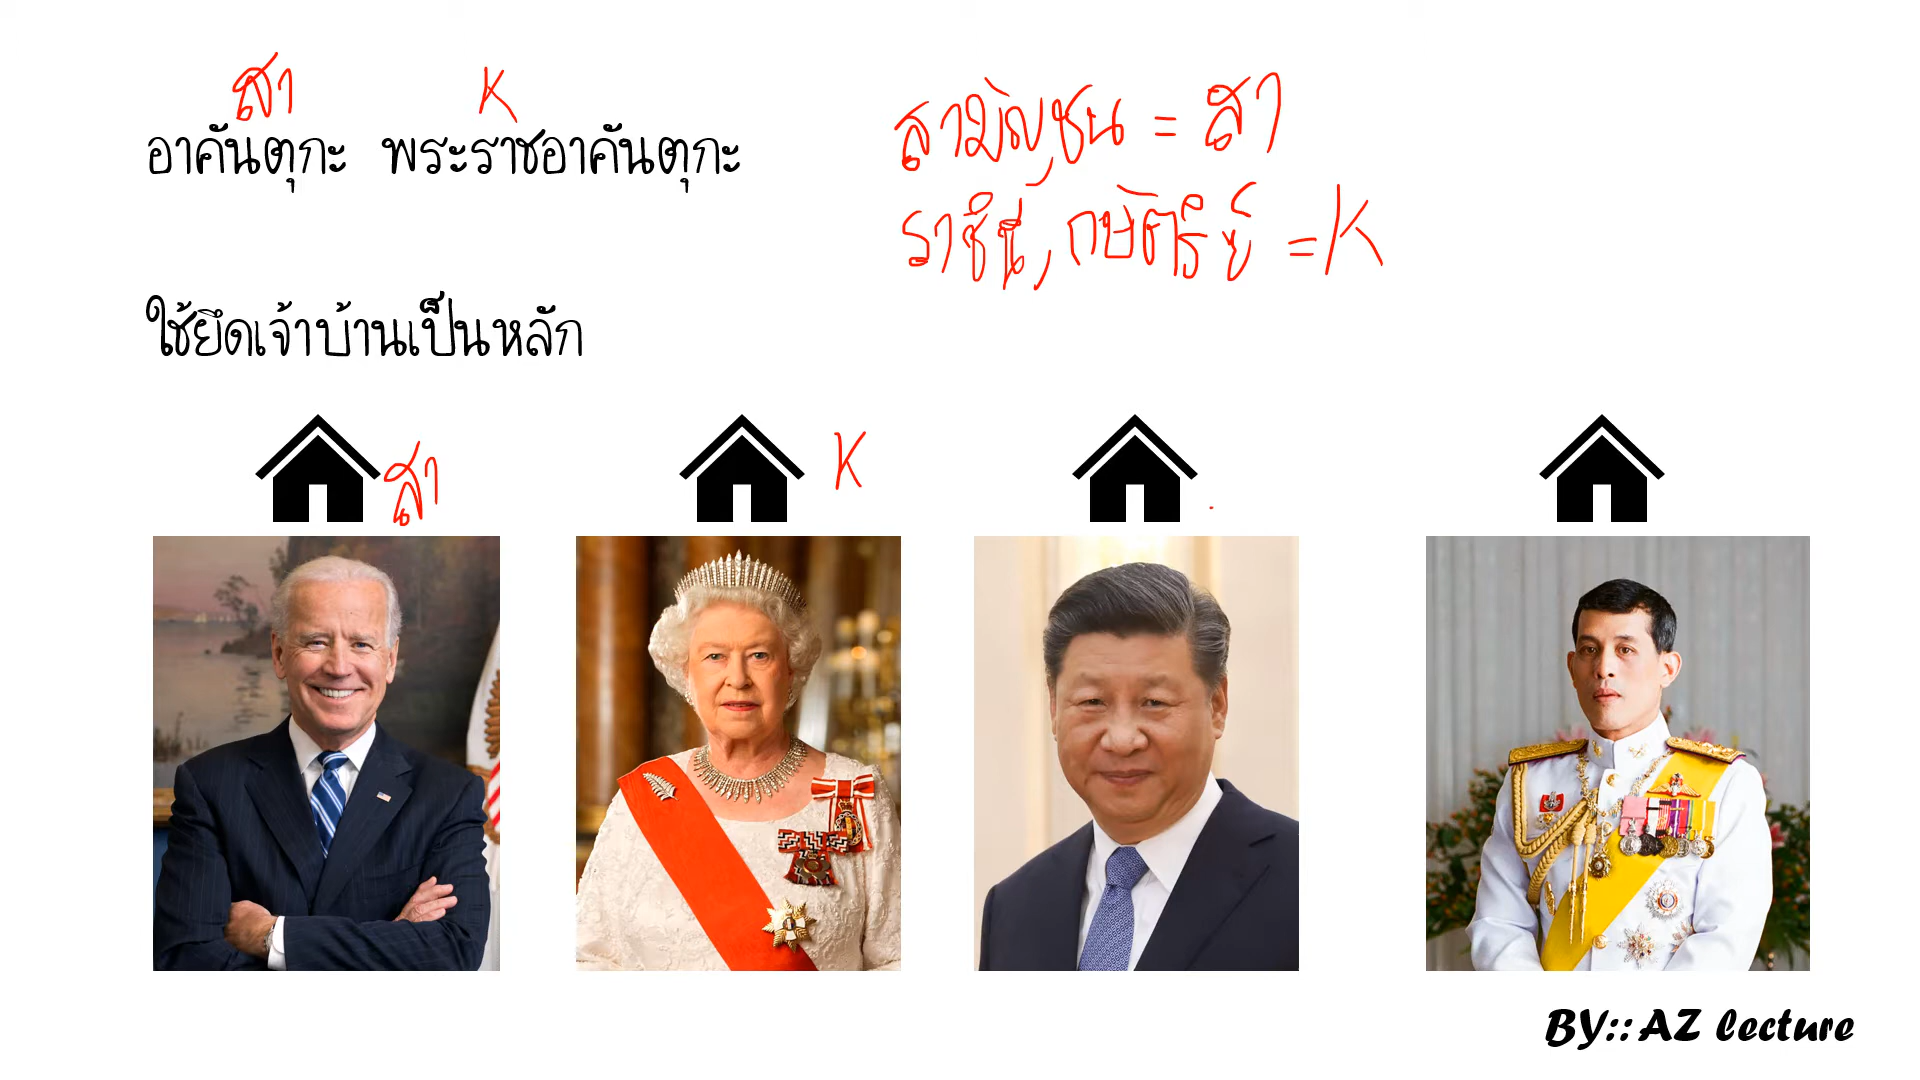 สา K
อาคันตุกะ พระราชอาคันตุกะ
สามัญชน = สา
ราชินี, กษัตริย์ = K
ใช้ยึดเจ้าบ้านเป็นหลัก
สา K
BY:: AZ lecture